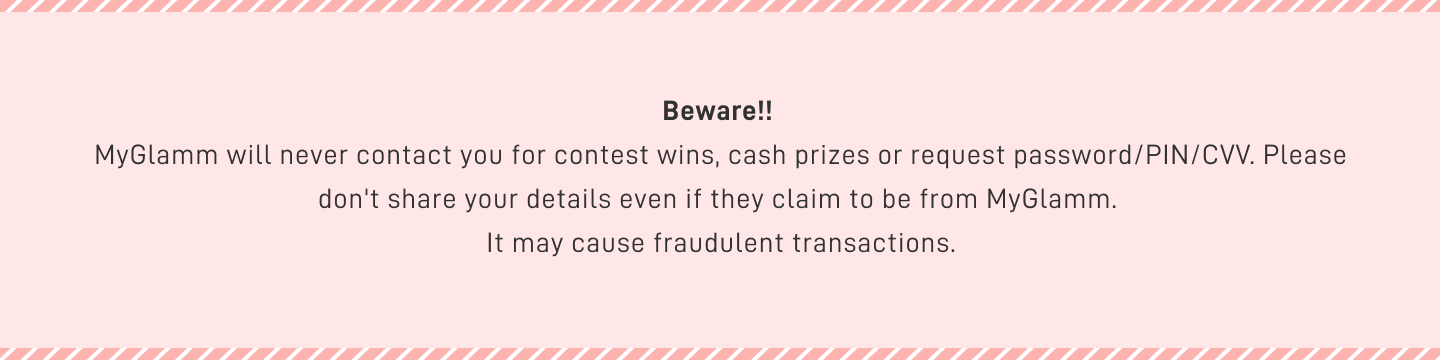 Beware!!
MyGlamm will never contact you for contest wins, cash prizes or request password/PIN/CVV. Please
don't share your details even if they claim to be from MyGlamm.
It may cause fraudulent transactions.